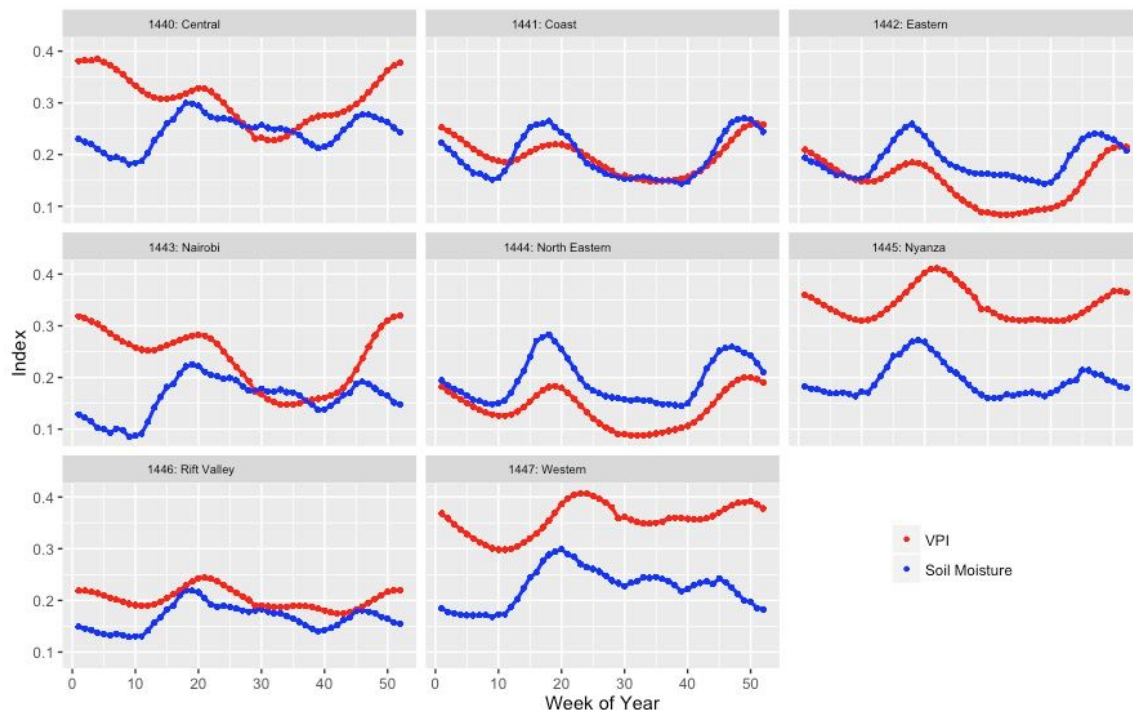 1440: Central
1441: Coast
1442: Eastern
0.4
0.3
0.2
0.1
1443: Nairobi
1444: North Eastern
1445: Nyanza
0.4
0.3
0.2
0.1
Index
1446: Rift Valley
1447: Western
0.4
0.3
0.2
0.1
VPI
Soil Moisture
0 10 20 30 40 50 0 10 20 30 40 50
Week of Year